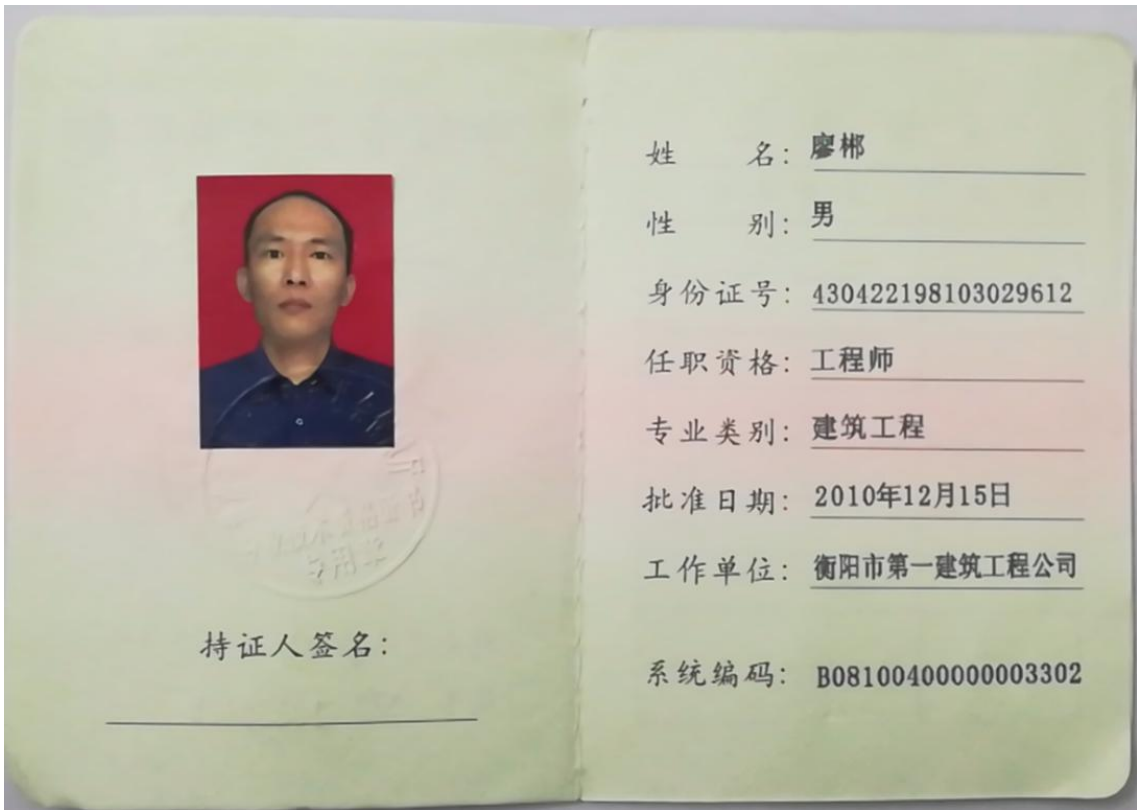 持证人签名：
姓名：廖郴
性别：男
身份证号：430422198103029612
任职资格：工程师
专业类别：建筑工程
批准日期：2010年12月15日
工作单位：衡阳市第一建筑工程公司
系统编码：B08100400000003302